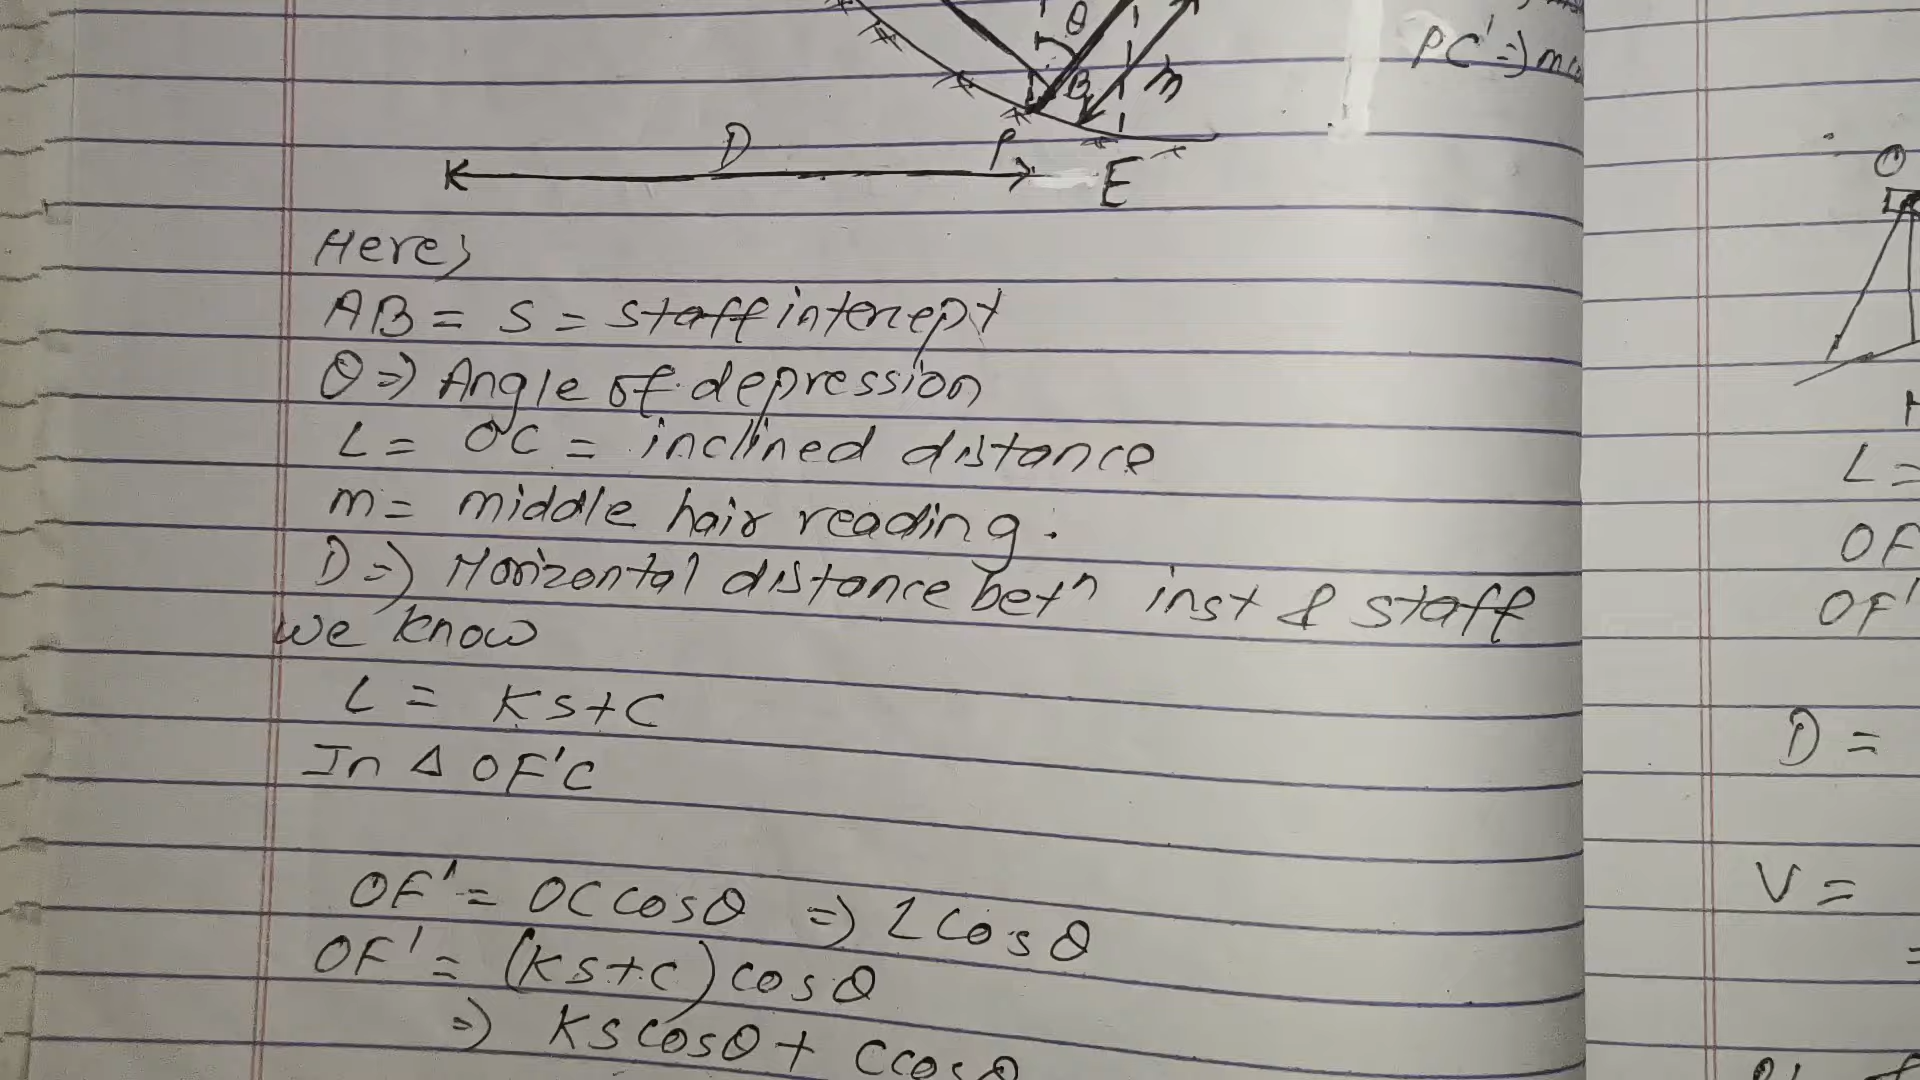 θ
B
m
PC' =>
D
P
E
Here,
AB = S = staff intercept
θ => Angle of depression
L = OC = inclined distance
m = middle hair reading.
D => Horizontal distance betn inst & staff
we know
L = KS+C
In Δ OF'C
OF' = OC cosθ => L cosθ
OF' = (KS+C) cosθ
=> KS cosθ + C cosθ
O
L =
OF
OF'
D =
V =
=